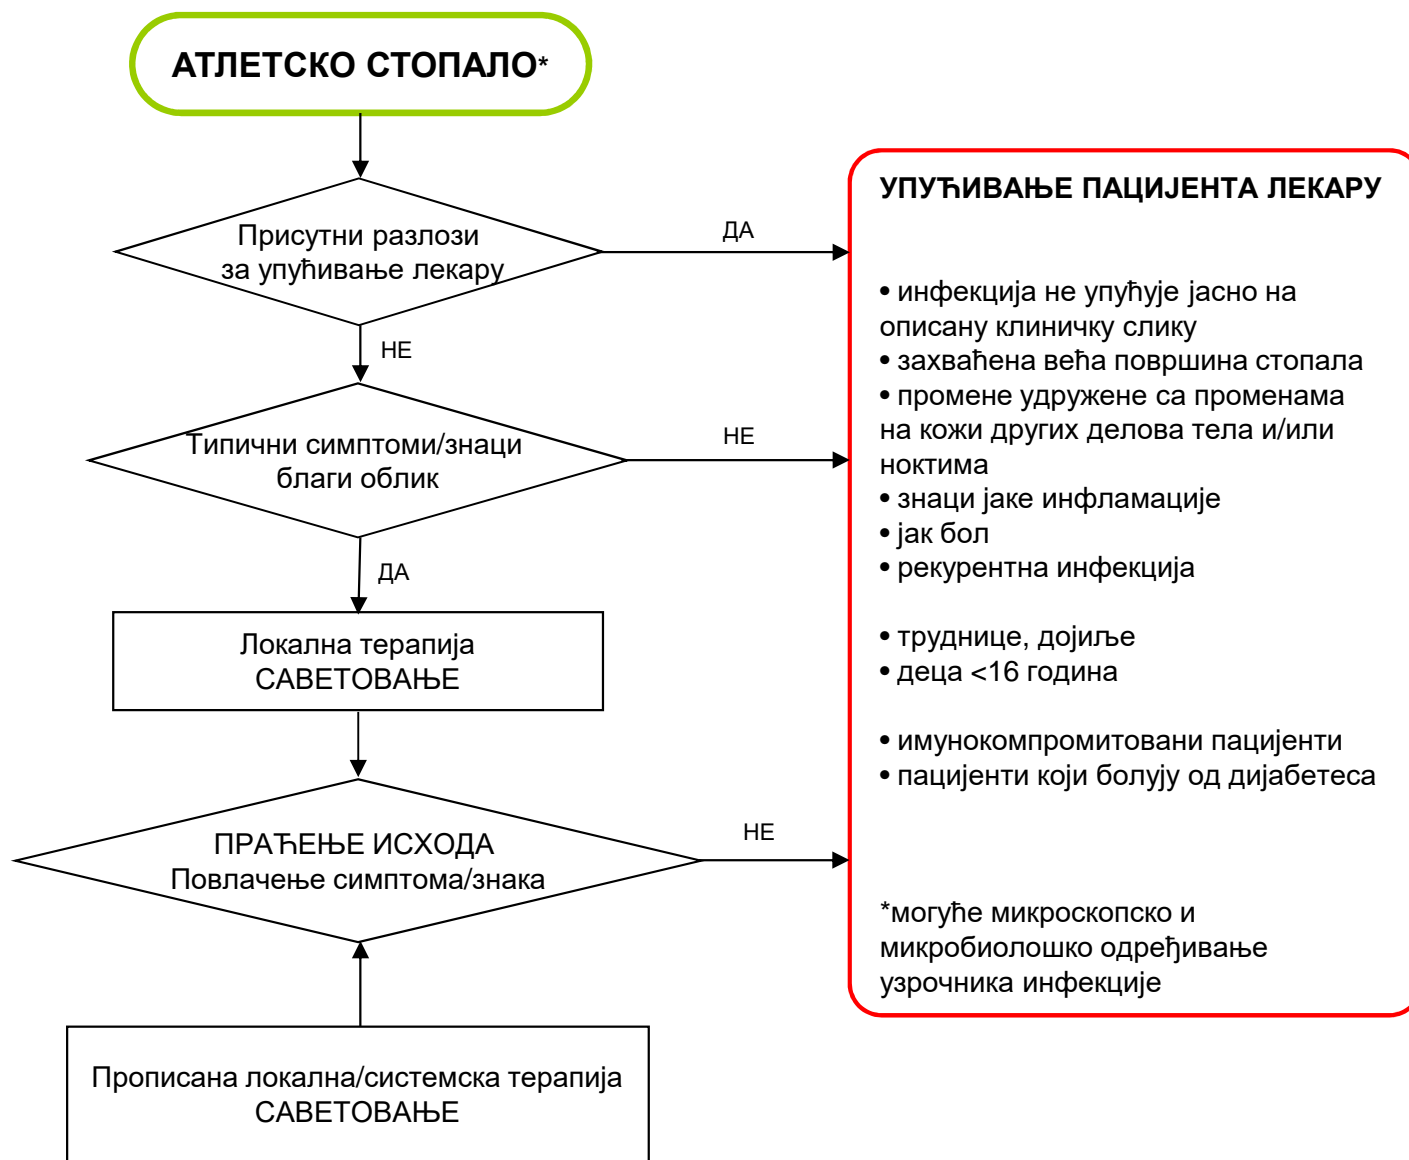 АТЛЕТСКО СТОПАЛО*
Присутни разлози
за упућивање лекару
ДА
НЕ
Типични симптоми/знаци
благи облик
НЕ
ДА
Локална терапија
САВЕТОВАЊЕ
ПРАЋЕЊЕ ИСХОДА
Повлачење симптома/знака
НЕ
Прописана локална/системска терапија
САВЕТОВАЊЕ
УПУЋИВАЊЕ ПАЦИЈЕНТА ЛЕКАРУ
• инфекција не упућује јасно на
описану клиничку слику
• захваћена већа површина стопала
• промене удружене са променама
на кожи других делова тела и/или
ноктима
• знаци јаке инфламације
• јак бол
• рекурентна инфекција
• труднице, дојиље
• деца <16 година
• имунокомпромитовани пацијенти
• пацијенти који болују од дијабетеса
*могуће микроскопско и
микробиолошко одређивање
узрочника инфекције